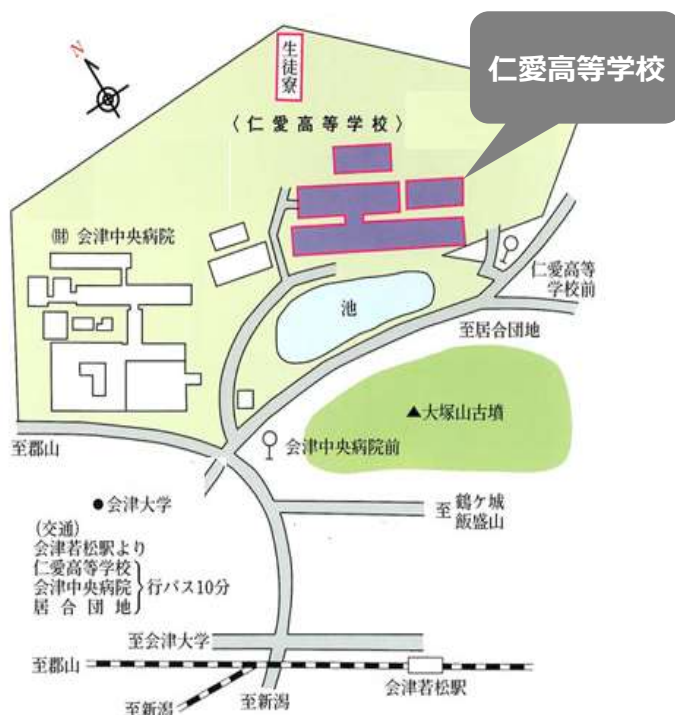 N
仁愛高等学校
生徒寮
〈仁愛高等学校〉
㈶ 会津中央病院
仁愛高等
学校前
池
至居合団地
▲大塚山古墳
会津中央病院前
至郡山
●会津大学
至 鶴ケ城
飯盛山
(交通)
会津若松駅より
仁愛高等学校
会津中央病院
居合団地
行バス10分
至会津大学
至郡山
会津若松駅
至新潟
至新潟